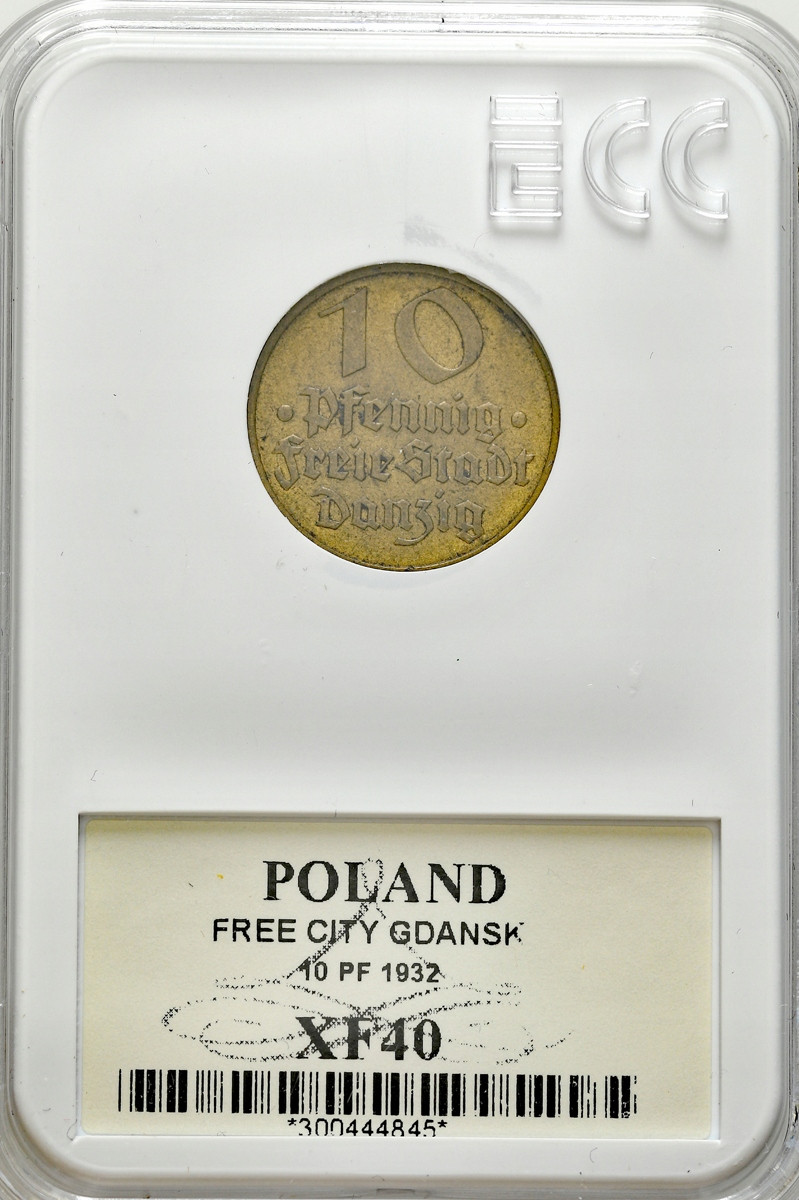 ECC
10
· Pfennig ·
Freie Stadt
Danzig
POLAND
FREE CITY GDANSK
10 PF 1932
XF40
*300444845*